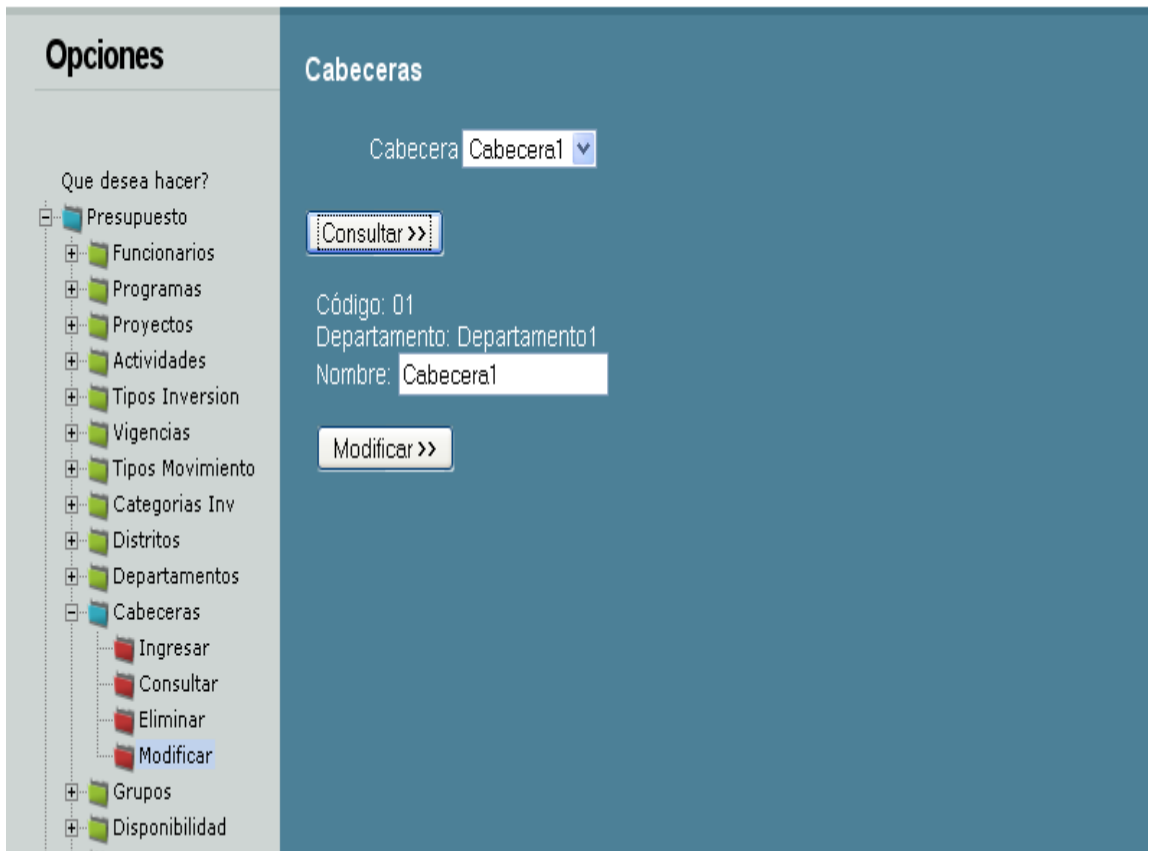 Opciones
Que desea hacer?
Presupuesto
Funcionarios
Programas
Proyectos
Actividades
Tipos Inversion
Vigencias
Tipos Movimiento
Categorias Inv
Distritos
Departamentos
Cabeceras
Ingresar
Consultar
Eliminar
Modificar
Grupos
Disponibilidad
Cabeceras
Cabecera Cabecera1
Consultar >>
Código: 01
Departamento: Departamento1
Nombre: Cabecera1
Modificar >>